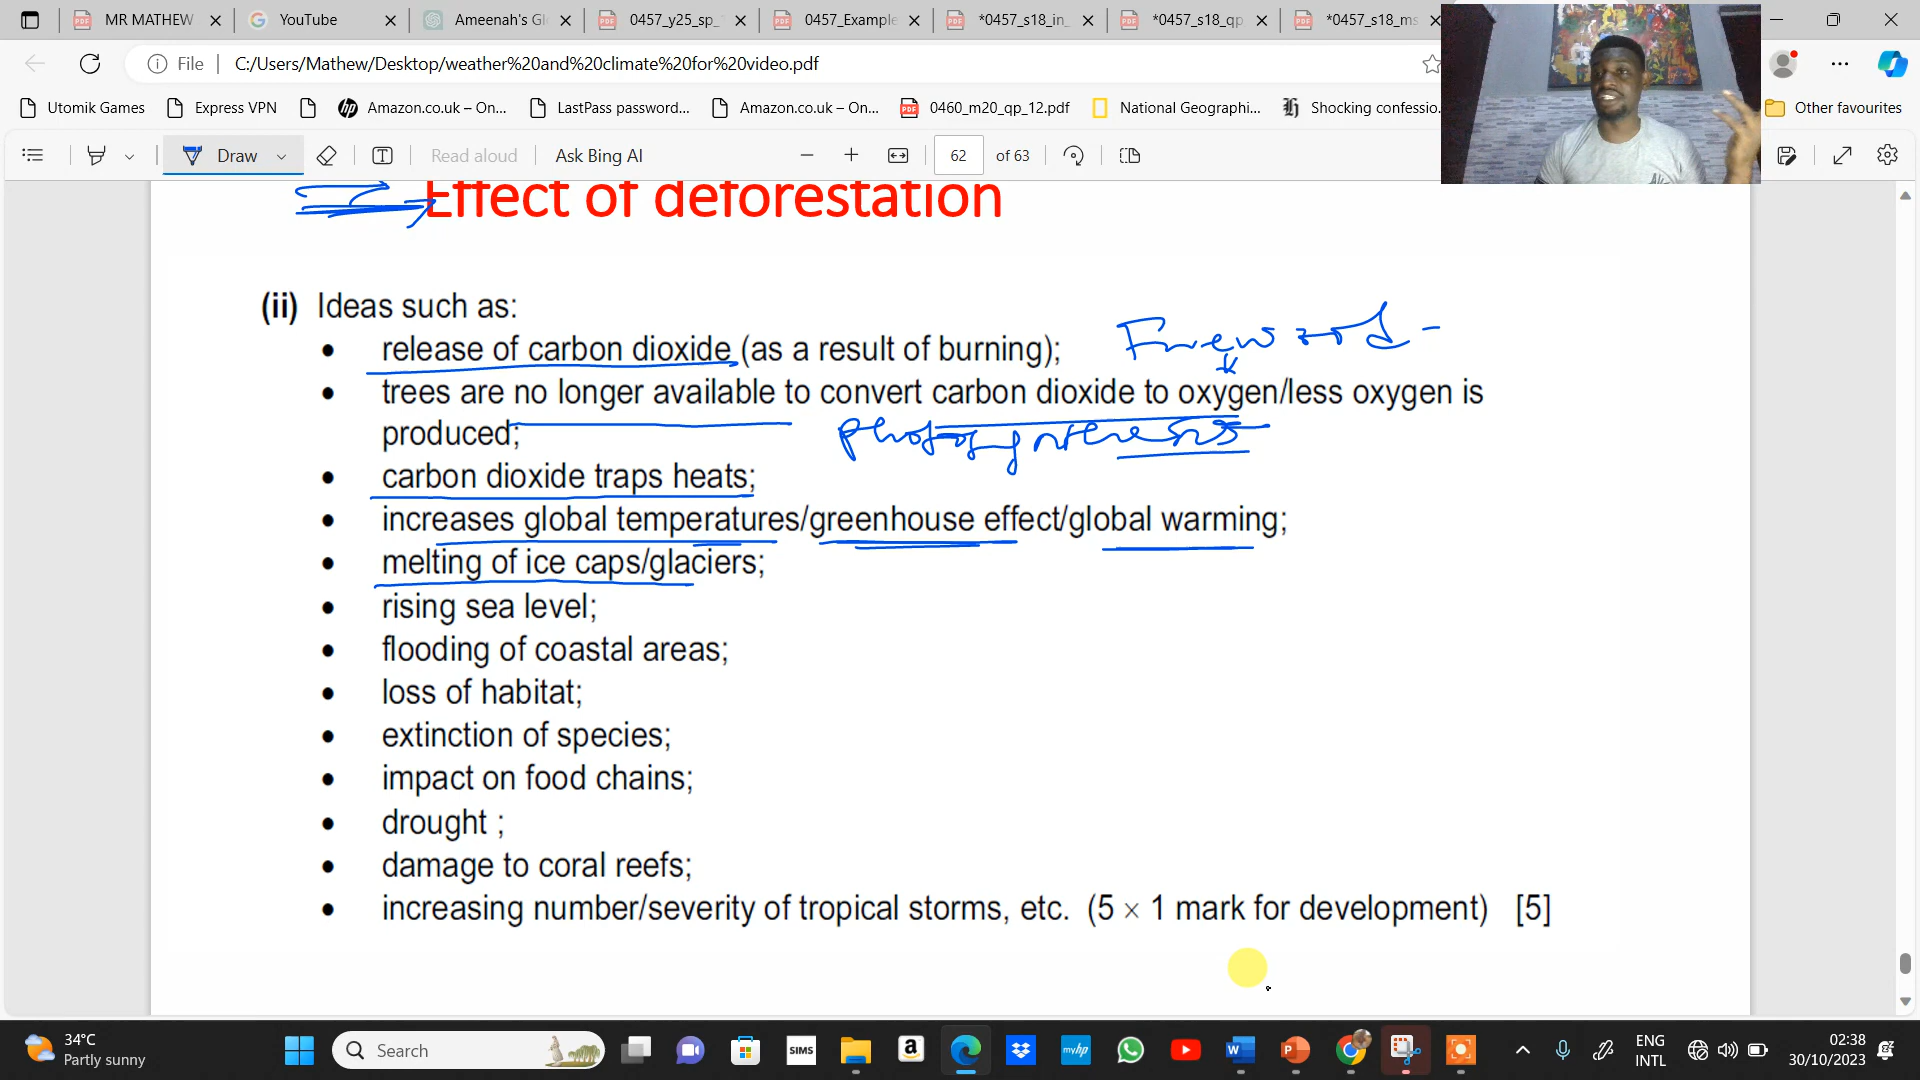 MR MATHEW
YouTube
Ameenah's Gl
0457_y25_sp_
0457_Example
*0457_s18_in_
*0457_s18_qp
*0457_s18_ms
File
C:/Users/Mathew/Desktop/weather%20and%20climate%20for%20video.pdf
Utomik Games
Express VPN
Amazon.co.uk – On...
LastPass password...
Amazon.co.uk – On...
0460_m20_qp_12.pdf
National Geographi...
Shocking confessio.
Other favourites
Draw
Read aloud
Ask Bing AI
62
of 63
Effect of deforestation
(ii) Ideas such as:
• release of carbon dioxide (as a result of burning);
• trees are no longer available to convert carbon dioxide to oxygen/less oxygen is
produced;
photosynthesis
• carbon dioxide traps heats;
• increases global temperatures/greenhouse effect/global warming;
• melting of ice caps/glaciers;
• rising sea level;
• flooding of coastal areas;
• loss of habitat;
• extinction of species;
• impact on food chains;
• drought ;
• damage to coral reefs;
• increasing number/severity of tropical storms, etc. (5 × 1 mark for development) [5]
34°C
Partly sunny
Search
SIMS
a
myhp
W
P
ENG
INTL
02:38
30/10/2023